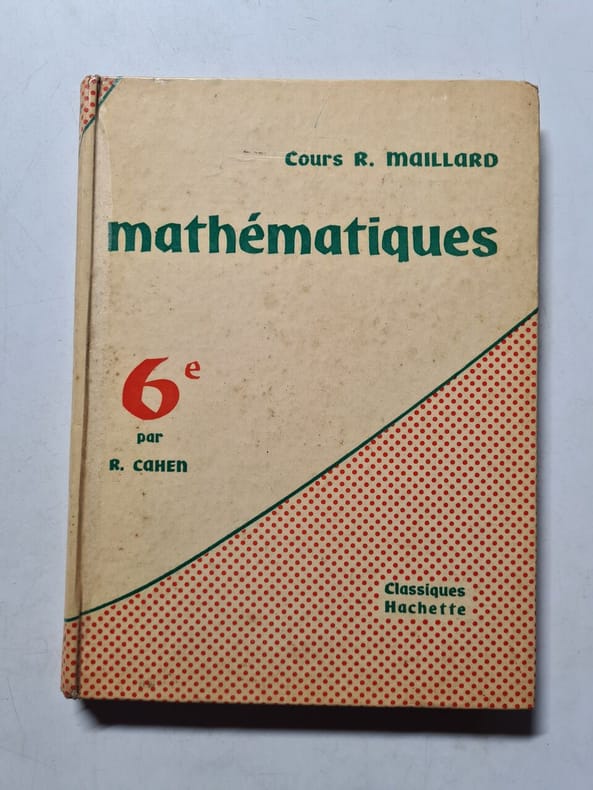 Cours R. MAILLARD
mathématiques
6e
par
R. CAHEN
Classiques
Hachette